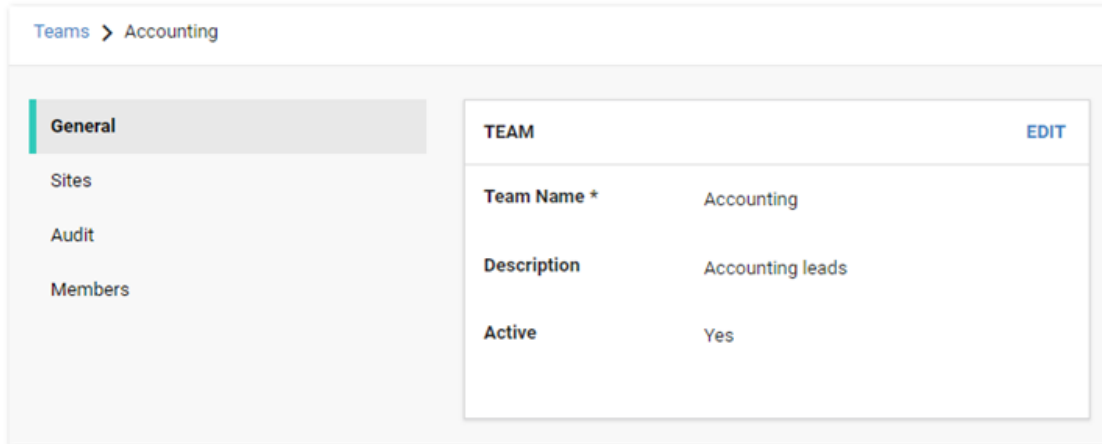 Teams > Accounting
General
Sites
Audit
Members
TEAM EDIT
Team Name * Accounting
Description Accounting leads
Active Yes